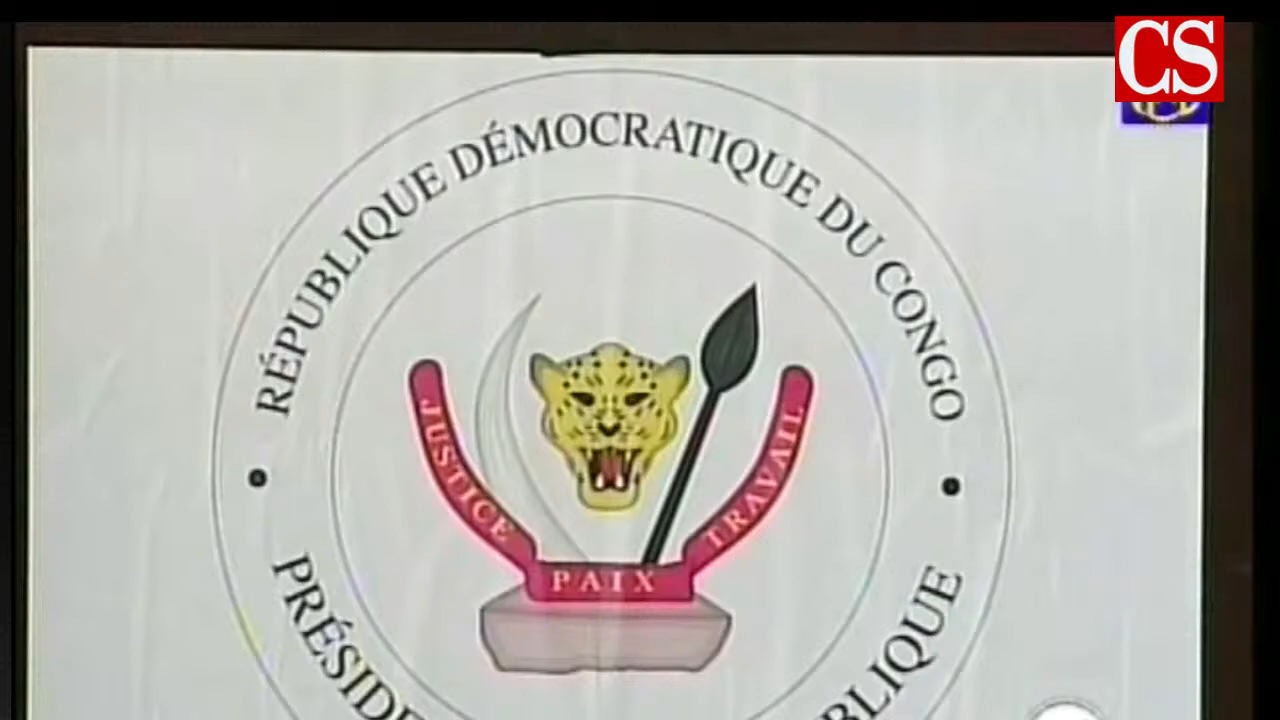 CS
RÉPUBLIQUE DÉMOCRATIQUE DU CONGO
JUSTICE
PAIX
TRAVAIL